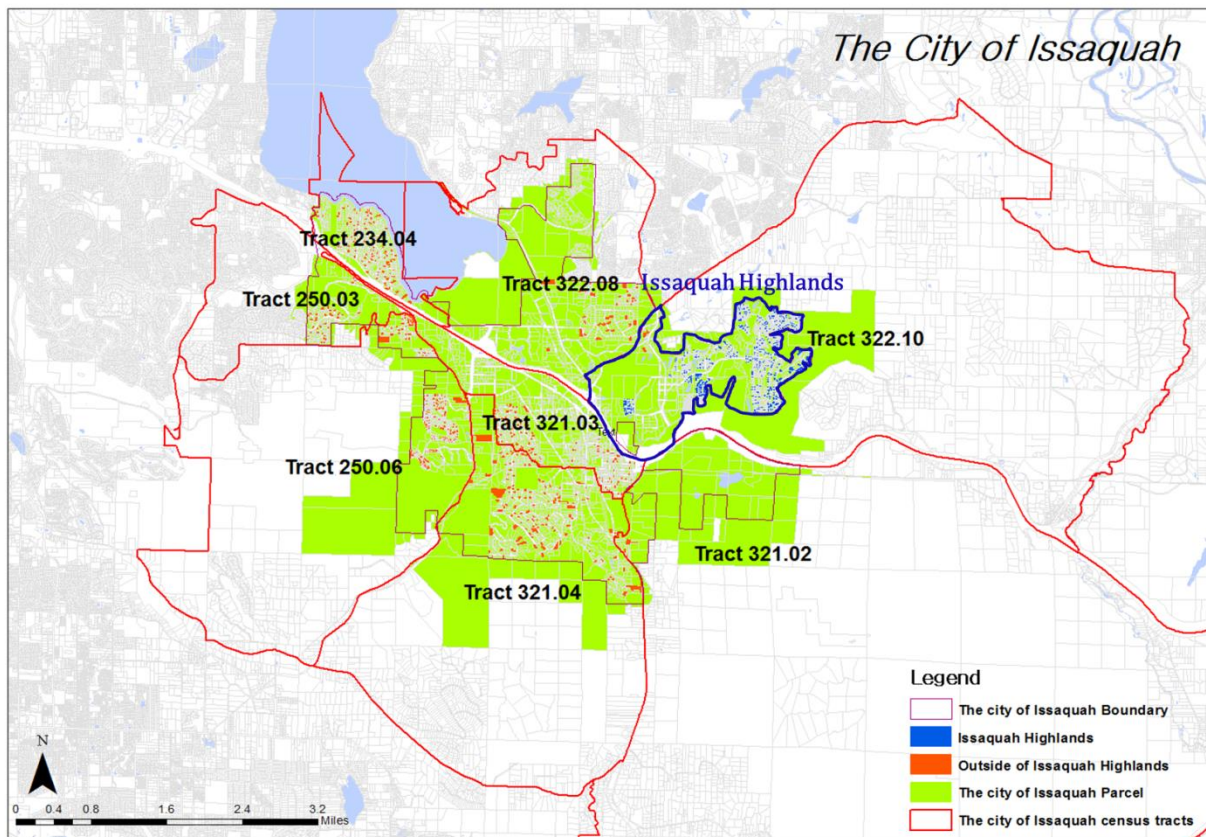 The City of Issaquah
Tract 234.04
Tract 322.08
Issaquah Highlands
Tract 250.03
Tract 322.10
Tract 321.03
Tract 250.06
Tract 321.02
Tract 321.04
Legend
The city of Issaquah Boundary
Issaquah Highlands
Outside of Issaquah Highlands
The city of Issaquah Parcel
The city of Issaquah census tracts
N
0 0.4 0.8 1.6 2.4 3.2
Miles